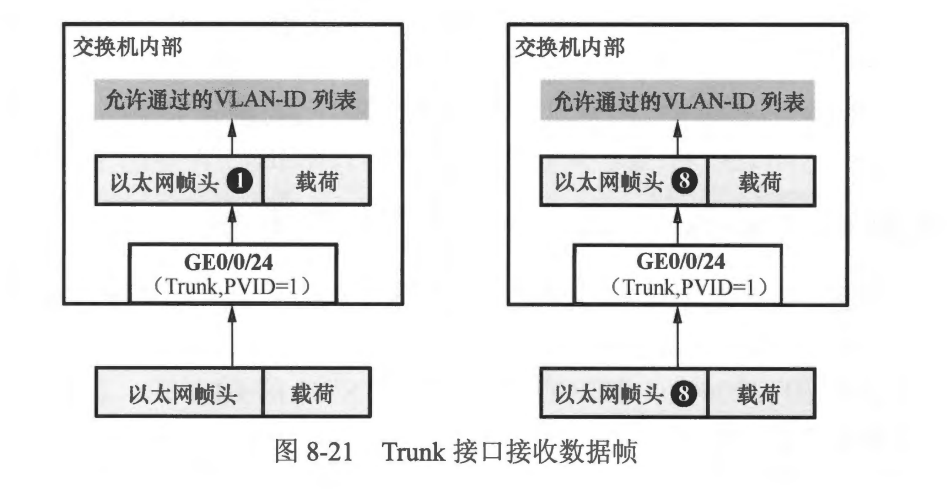 交换机内部
允许通过的VLAN-ID 列表
以太网帧头 1 载荷
GE0/0/24
(Trunk,PVID=1)
以太网帧头 载荷
交换机内部
允许通过的VLAN-ID 列表
以太网帧头 8 载荷
GE0/0/24
(Trunk,PVID=1)
以太网帧头 8 载荷
图 8-21 Trunk 接口接收数据帧